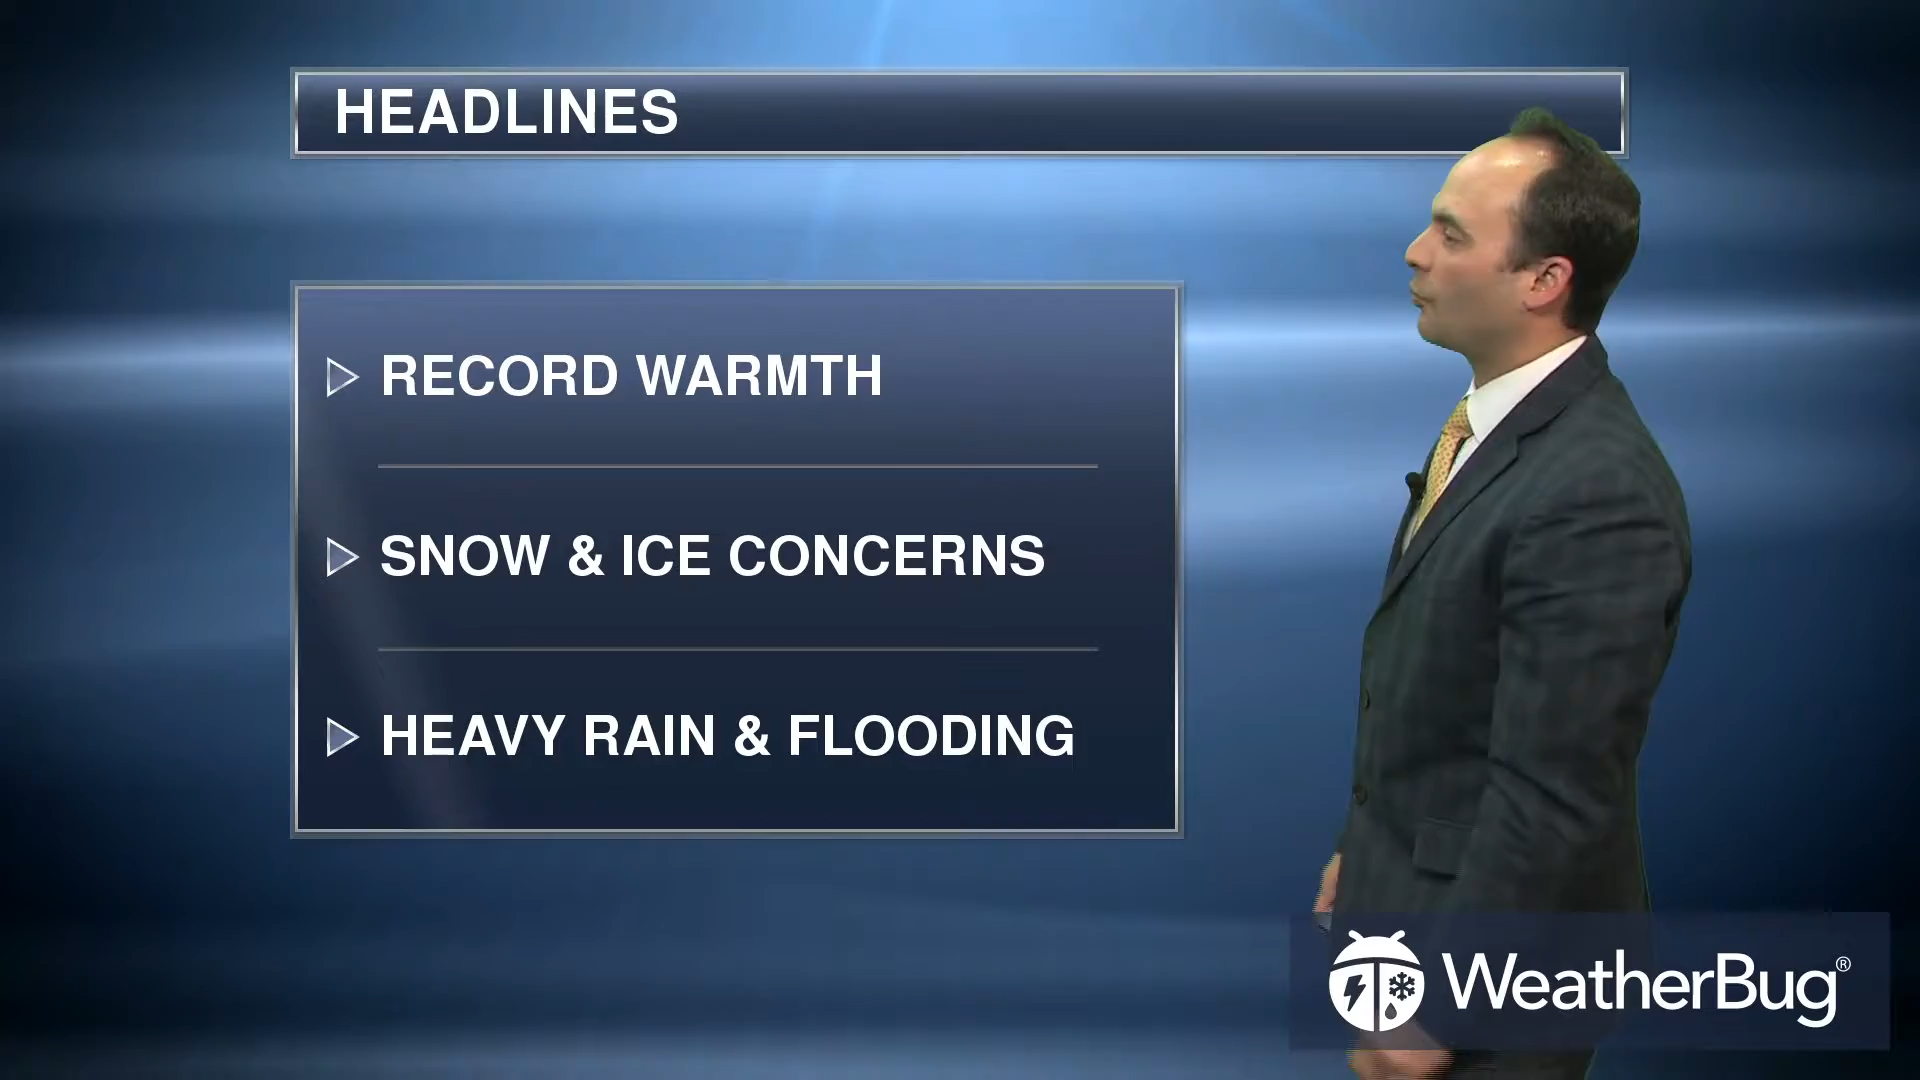 HEADLINES
RECORD WARMTH
SNOW & ICE CONCERNS
HEAVY RAIN & FLOODING
WeatherBug®